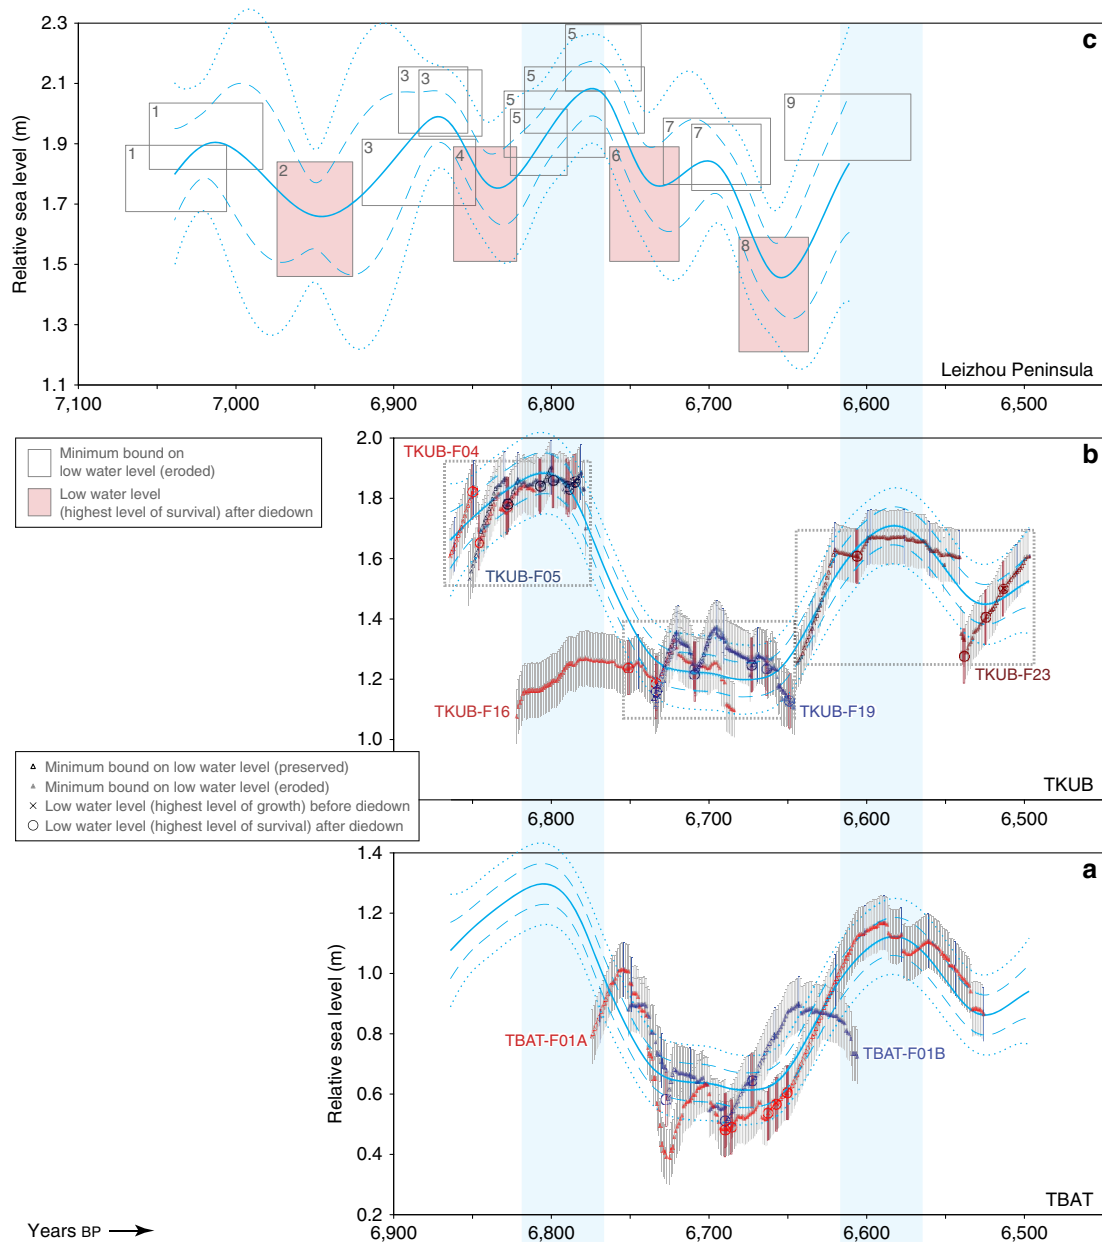 c
2.3
2.1
1.9
1.7
1.5
1.3
1.1
Relative sea level (m)
1
1
2
3
3
3
4
5
5
5
5
6
7
7
8
9
Leizhou Peninsula
7,100
7,000
6,900
6,800
6,700
6,600
6,500
Minimum bound on
low water level (eroded)
Low water level
(highest level of survival) after diedown
b
2.0
1.8
1.6
1.4
1.2
1.0
TKUB-F04
TKUB-F05
TKUB-F16
TKUB-F19
TKUB-F23
TKUB
Minimum bound on low water level (preserved)
Minimum bound on low water level (eroded)
Low water level (highest level of growth) before diedown
Low water level (highest level of survival) after diedown
6,800
6,700
6,600
6,500
a
1.4
1.2
1.0
0.8
0.6
0.4
0.2
Relative sea level (m)
TBAT-F01A
TBAT-F01B
TBAT
Years BP
6,900
6,800
6,700
6,600
6,500